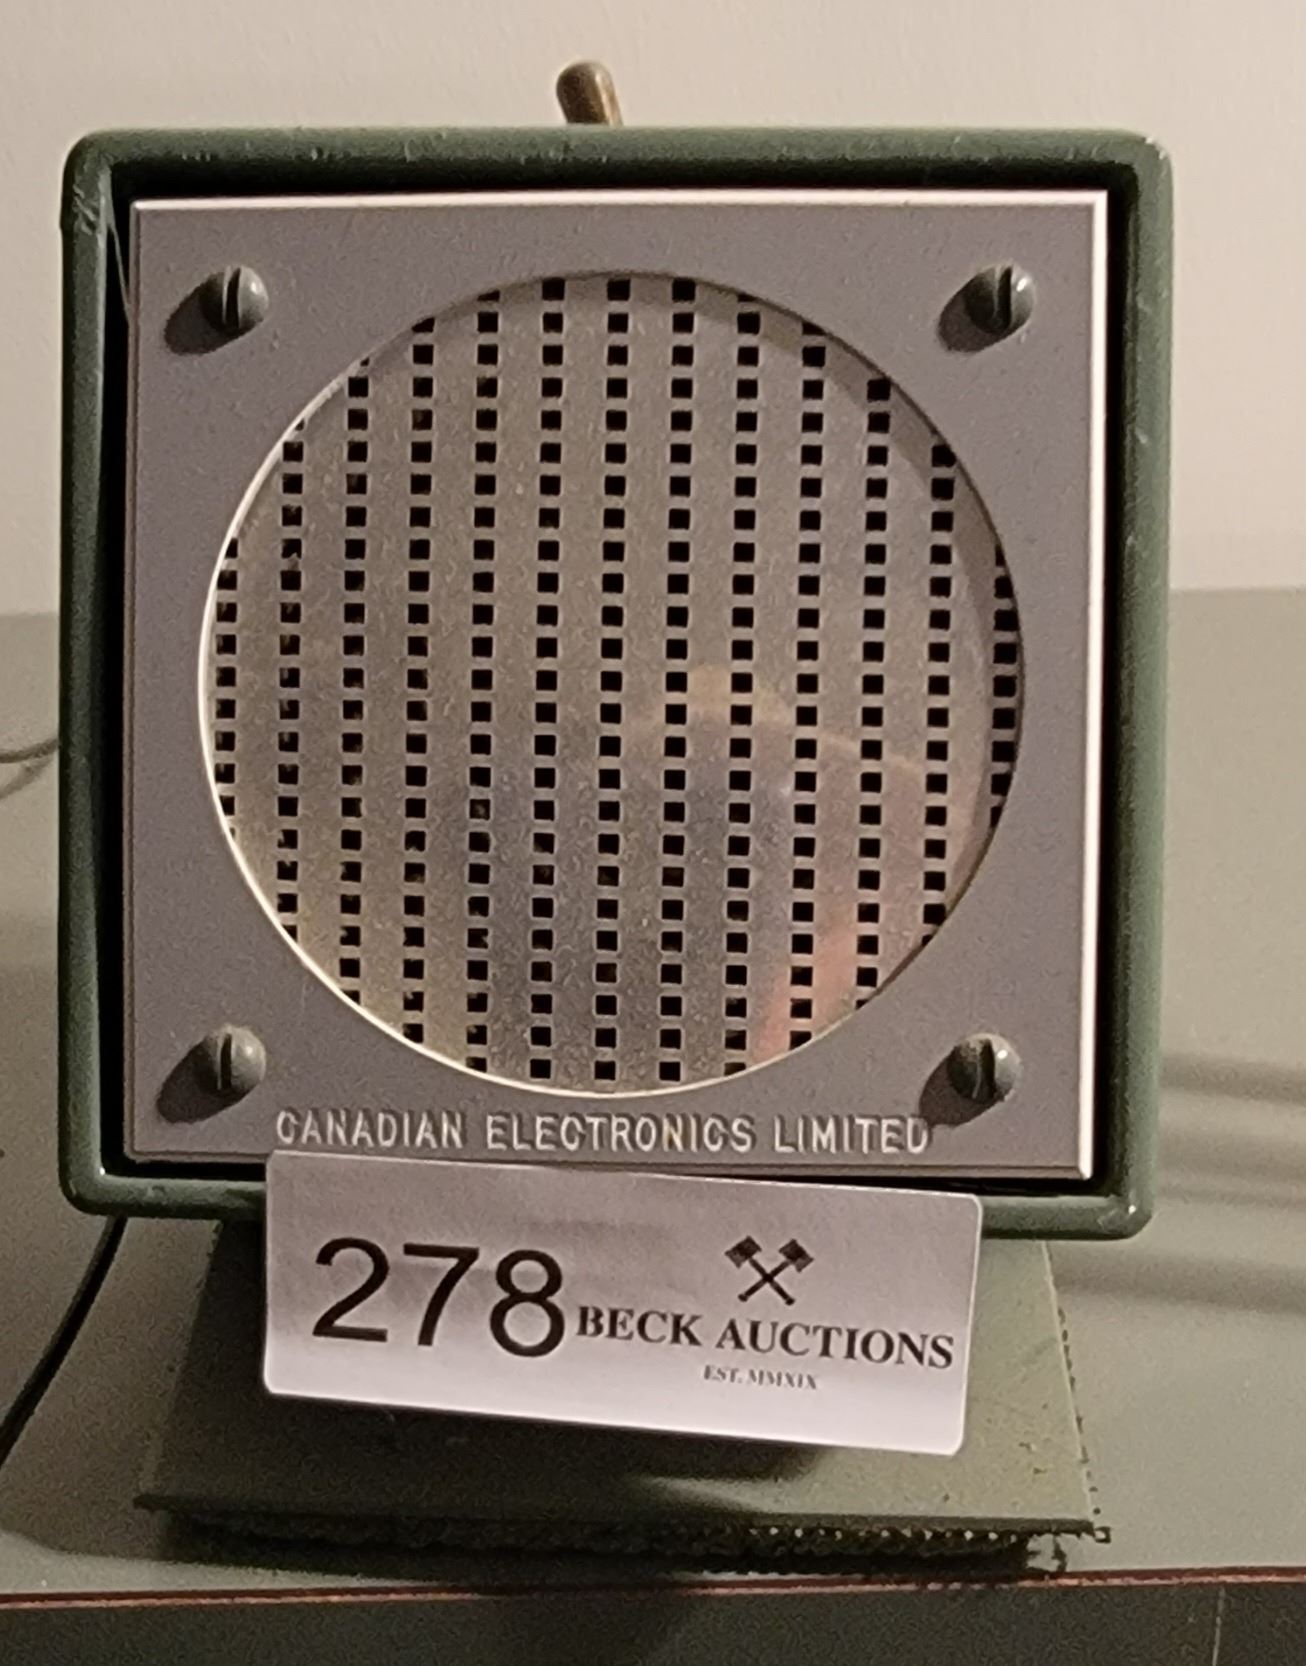 CANADIAN ELECTRONICS LIMITED
278
BECK AUCTIONS
EST. MMXIX